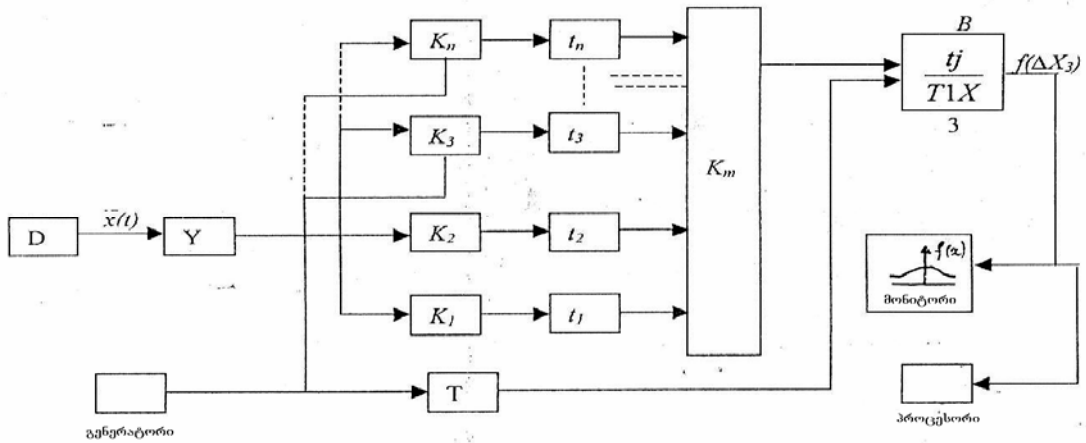 B
Kn
tn
tj
T1X
3
f(ΔX3)
K3
t3
Km
x̄(t)
D
Y
K2
t2
f(x)
მონიტორი
K1
t1
T
გენერატორი
პროცესორი